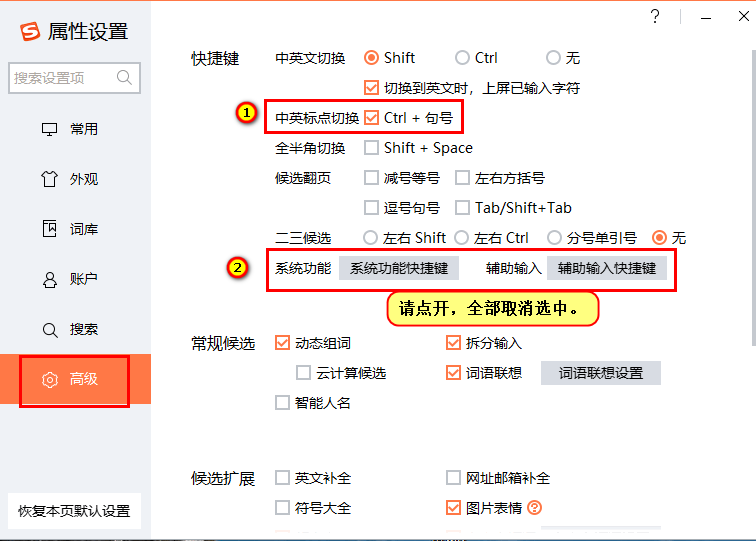 属性设置
搜索设置项
常用
外观
词库
账户
搜索
高级
恢复本页默认设置
快捷键 中英文切换 Shift Ctrl 无
切换到英文时，上屏已输入字符
1 中英标点切换 Ctrl + 句号
全半角切换 Shift + Space
候选翻页 减号等号 左右方括号
逗号句号 Tab/Shift+Tab
二三候选 左右 Shift 左右 Ctrl 分号单引号 无
2 系统功能 系统功能快捷键 辅助输入 辅助输入快捷键
请点开，全部取消选中。
常规候选 动态组词 拆分输入
云计算候选 词语联想 词语联想设置
智能人名
候选扩展 英文补全 网址邮箱补全
符号大全 图片表情 ?